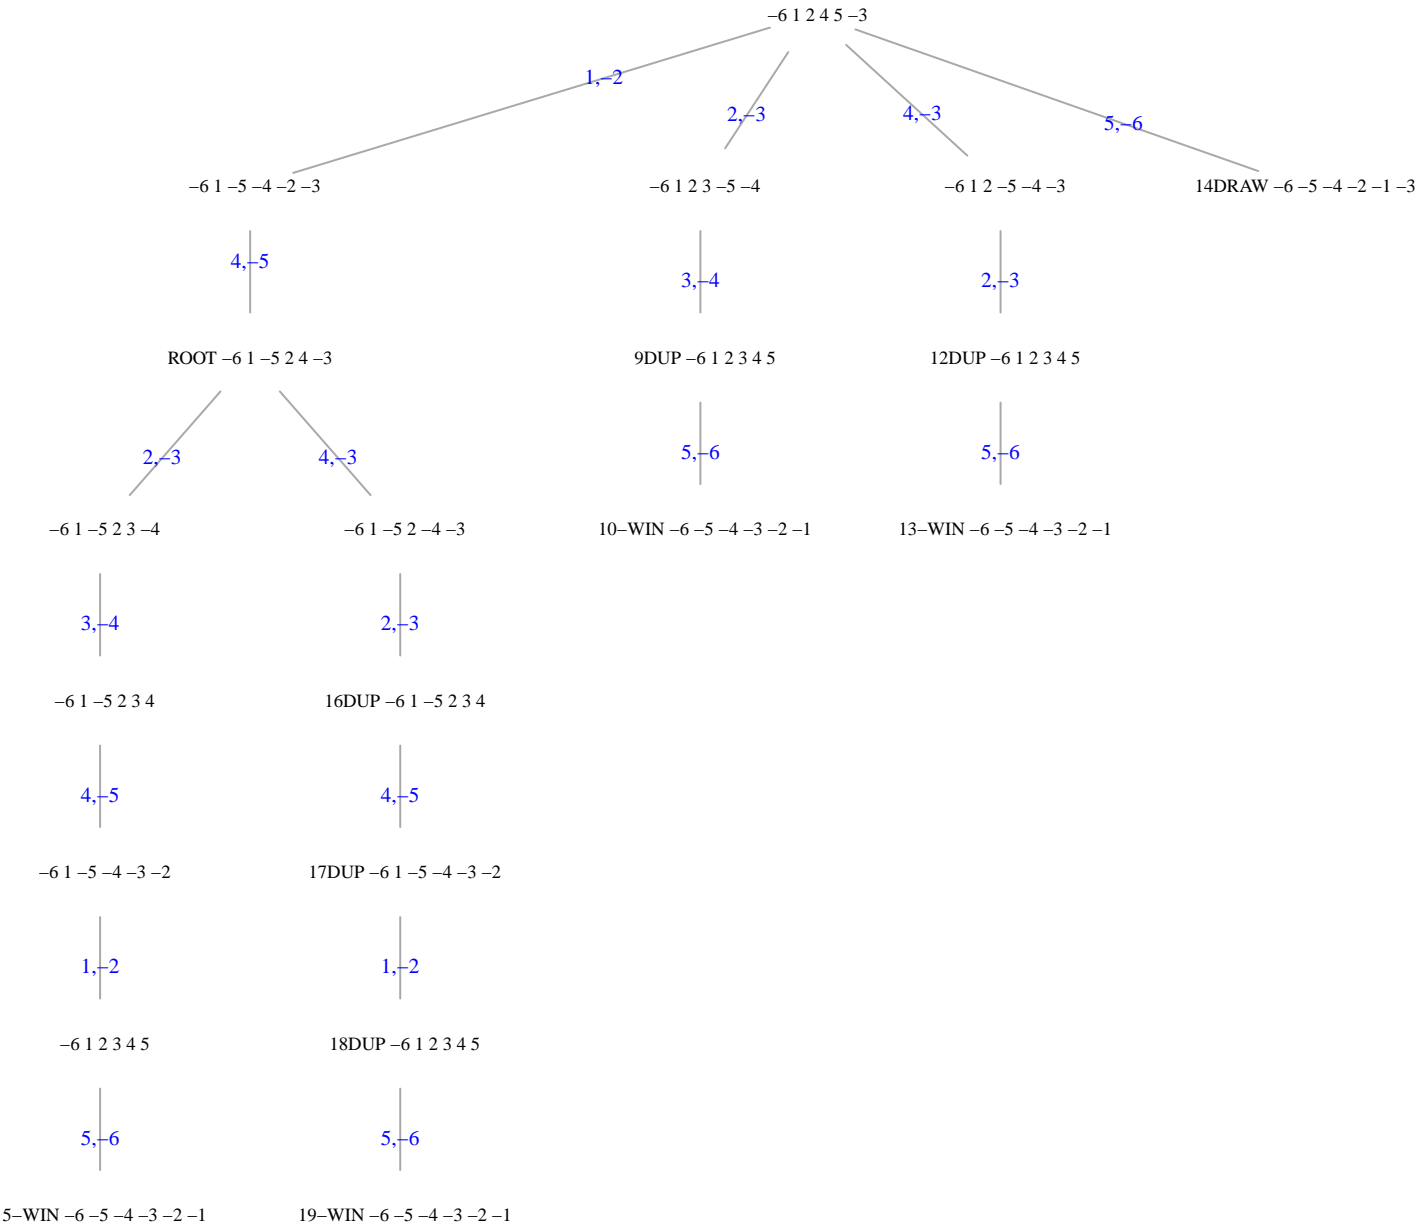 –6 1 2 4 5 –3
1,–2
2,–3
4,–3
5,–6
–6 1 –5 –4 –2 –3
–6 1 2 3 –5 –4
–6 1 2 –5 –4 –3
14DRAW –6 –5 –4 –2 –1 –3
4,–5
3,–4
2,–3
ROOT –6 1 –5 2 4 –3
9DUP –6 1 2 3 4 5
12DUP –6 1 2 3 4 5
2,–3
4,–3
5,–6
5,–6
–6 1 –5 2 3 –4
–6 1 –5 2 –4 –3
10–WIN –6 –5 –4 –3 –2 –1
13–WIN –6 –5 –4 –3 –2 –1
3,–4
2,–3
–6 1 –5 2 3 4
16DUP –6 1 –5 2 3 4
4,–5
4,–5
–6 1 –5 –4 –3 –2
17DUP –6 1 –5 –4 –3 –2
1,–2
1,–2
–6 1 2 3 4 5
18DUP –6 1 2 3 4 5
5,–6
5,–6
5–WIN –6 –5 –4 –3 –2 –1
19–WIN –6 –5 –4 –3 –2 –1